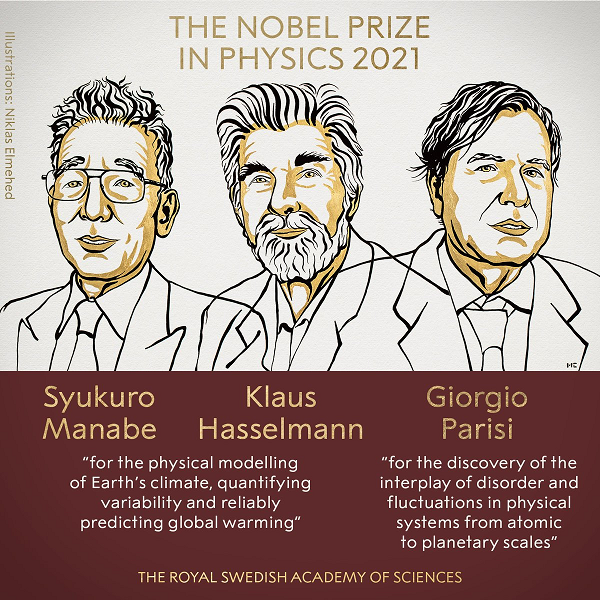 THE NOBEL PRIZE
IN PHYSICS 2021
Illustrations: Niklas Elmehed
ME
Syukuro
Manabe
Klaus
Hasselmann
Giorgio
Parisi
“for the physical modelling
of Earth’s climate, quantifying
variability and reliably
predicting global warming”
“for the discovery of the
interplay of disorder and
fluctuations in physical
systems from atomic
to planetary scales”
THE ROYAL SWEDISH ACADEMY OF SCIENCES